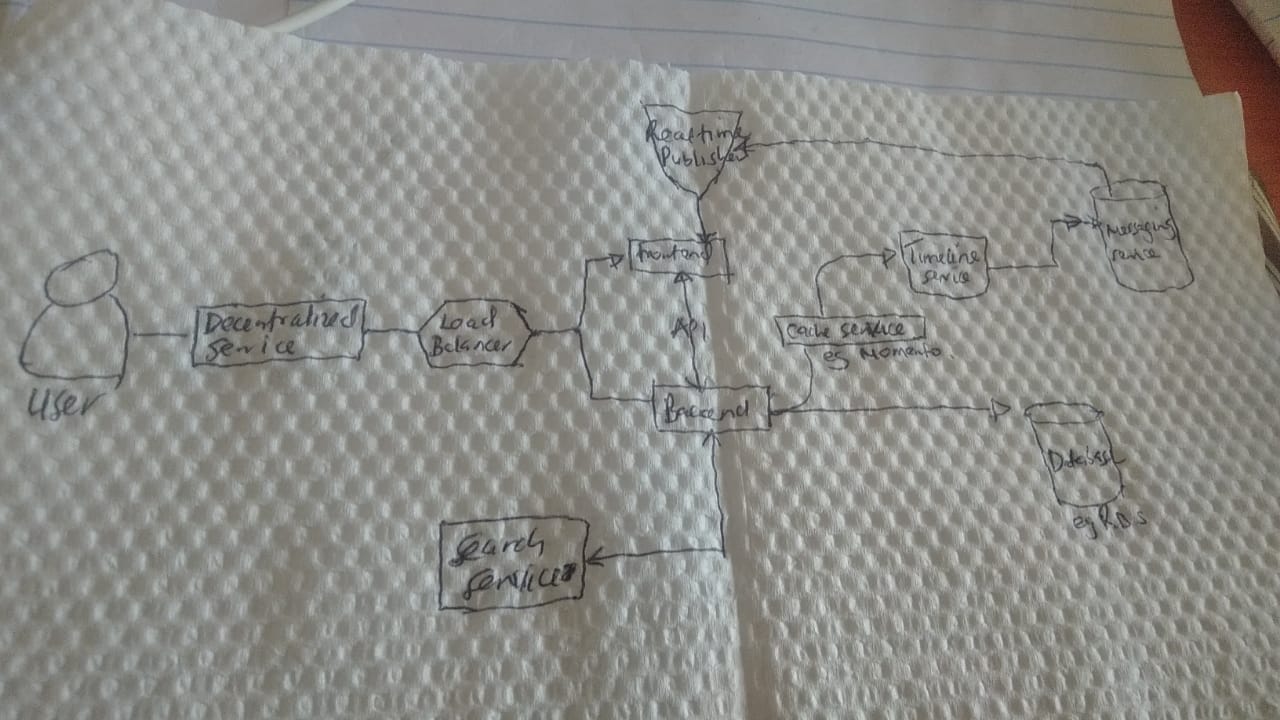 Realtime
Publisher
frontend
Timeline
service
Messaging
service
Decentralized
Service
Load
Balancer
API
Cache service
eg Momento.
User
Backend
Database
eg RDS
Search
Service